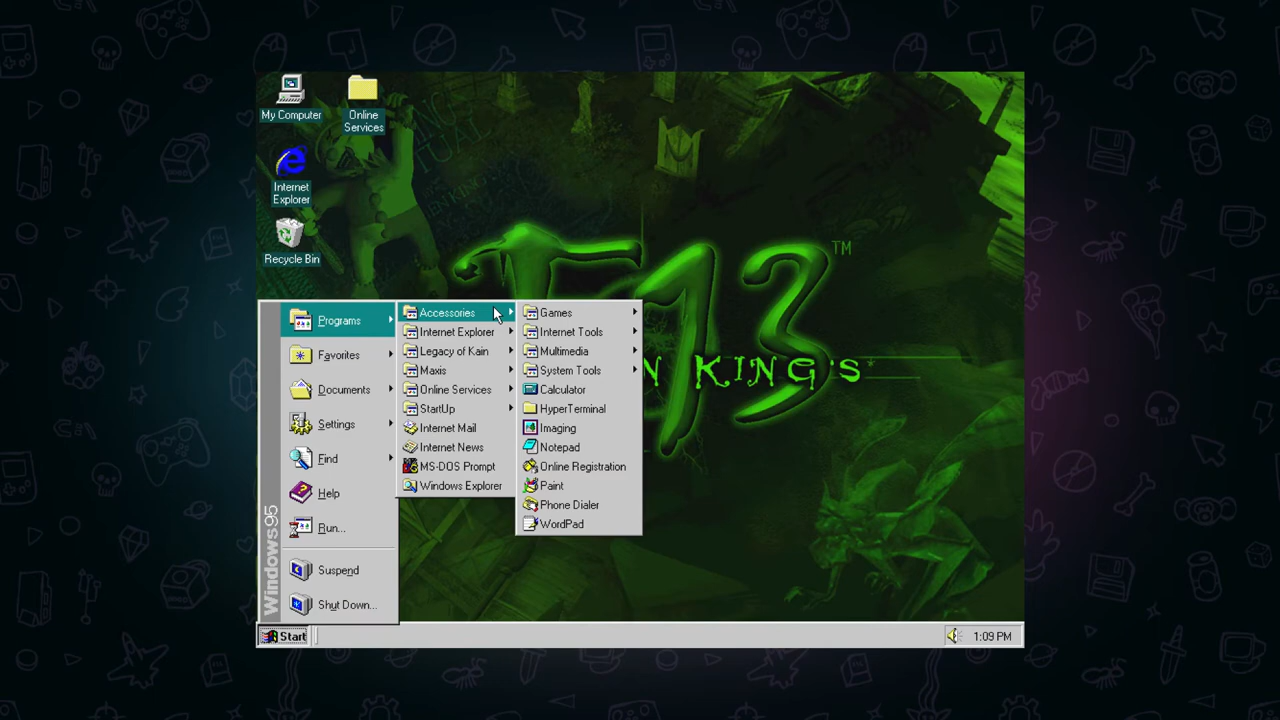 My Computer
Online
Services
Internet
Explorer
Recycle Bin
TM
KING'S
Programs
Favorites
Documents
Settings
Find
Help
Run...
Suspend
Shut Down...
Windows95
Accessories
Internet Explorer
Legacy of Kain
Maxis
Online Services
StartUp
Internet Mail
Internet News
MS-DOS Prompt
Windows Explorer
Games
Internet Tools
Multimedia
System Tools
Calculator
HyperTerminal
Imaging
Notepad
Online Registration
Paint
Phone Dialer
WordPad
Start
1:09 PM